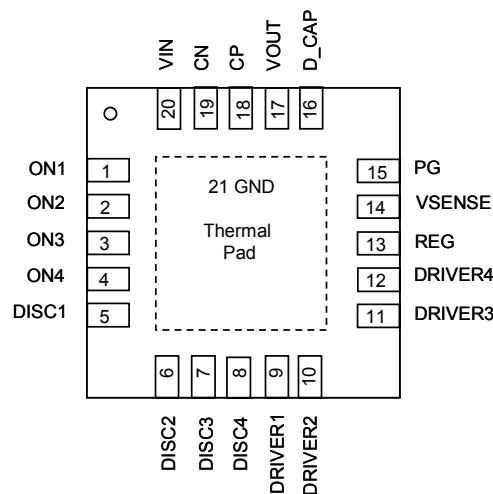 VIN
CN
CP
VOUT
D_CAP
20
19
18
17
16
ON1
1
ON2
2
ON3
3
ON4
4
DISC1
5
21 GND
Thermal
Pad
15
PG
14
VSENSE
13
REG
12
DRIVER4
11
DRIVER3
6
7
8
9
10
DISC2
DISC3
DISC4
DRIVER1
DRIVER2